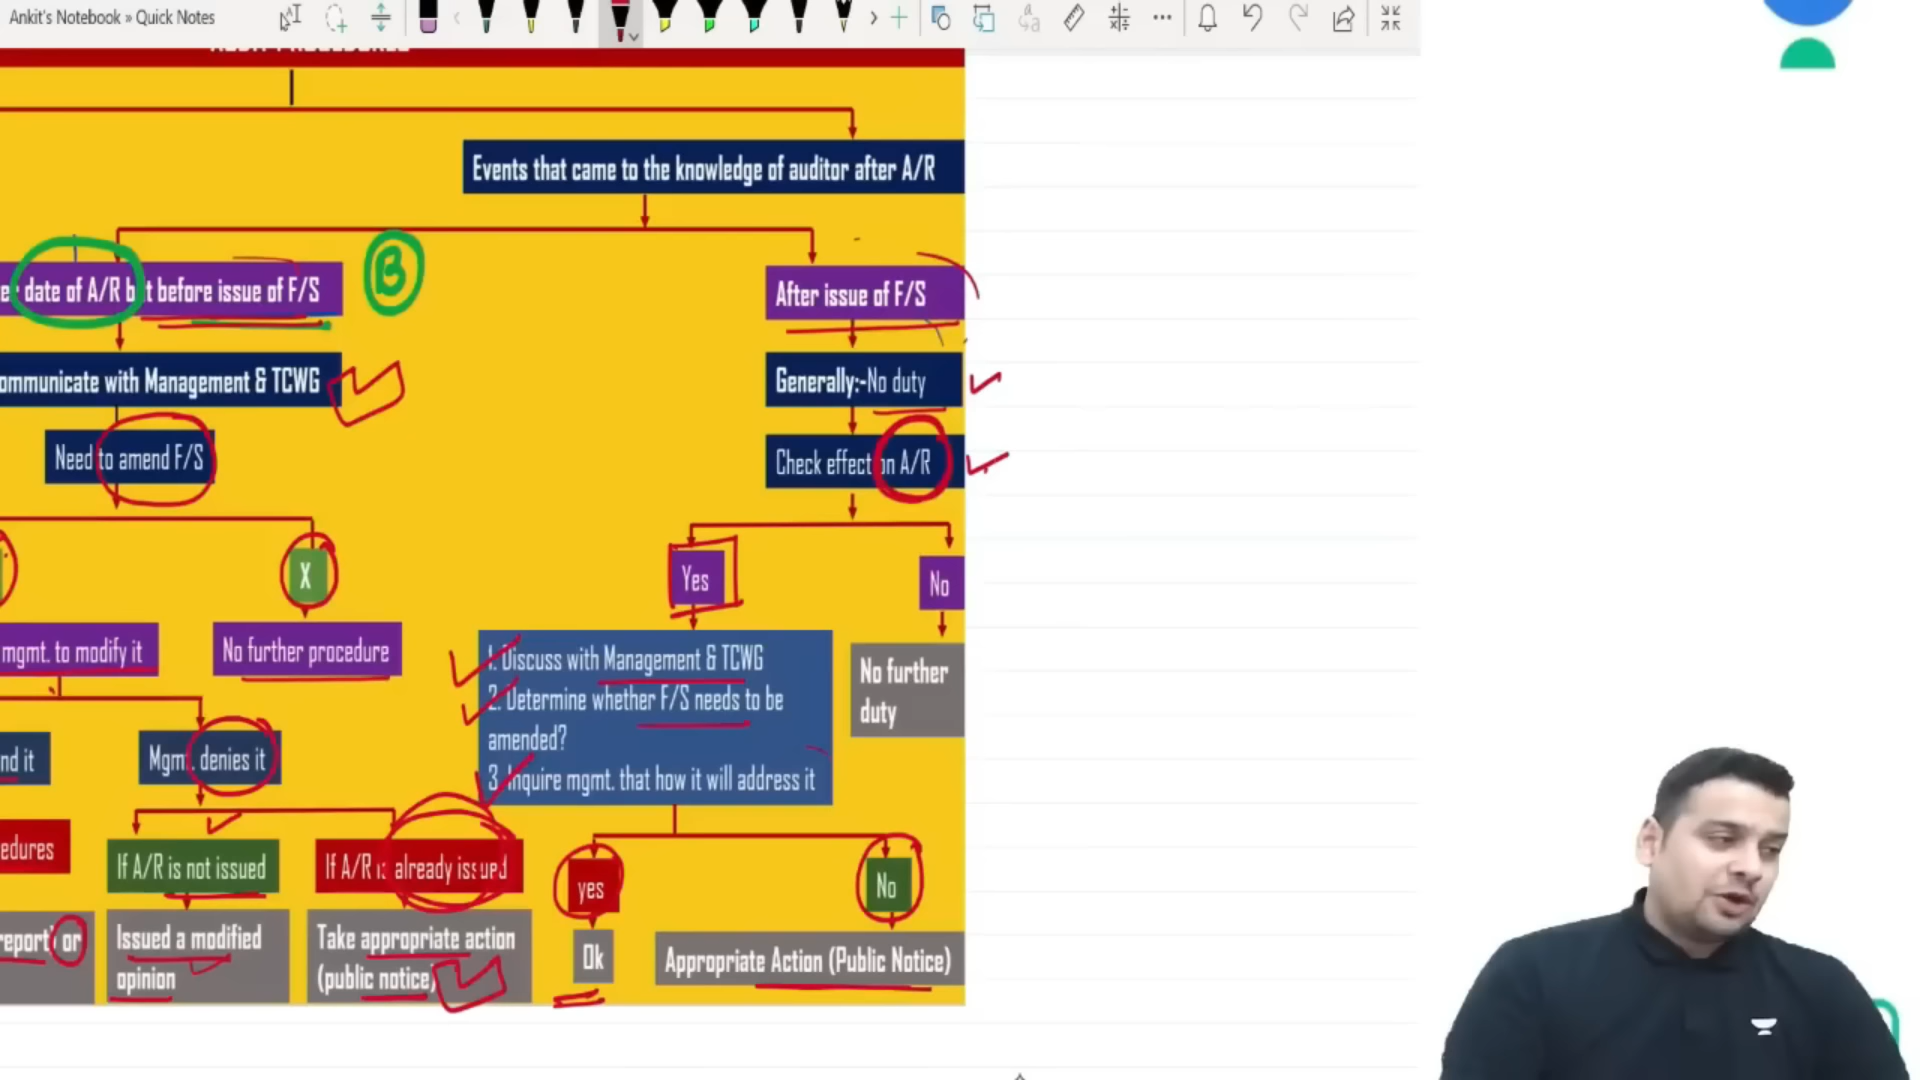 Ankit's Notebook » Quick Notes
Events that came to the knowledge of auditor after A/R
date of A/R but before issue of F/S
B
After issue of F/S
ommunicate with Management & TCWG
Generally:-No duty
Need to amend F/S
Check effect on A/R
X
Yes
No
mgmt. to modify it
No further procedure
1. Discuss with Management & TCWG
2. Determine whether F/S needs to be
amended?
3. Inquire mgmt. that how it will address it
No further
duty
nd it
Mgmt. denies it
edures
If A/R is not issued
If A/R is already issued
yes
No
report) or
Issued a modified
opinion
Take appropriate action
(public notice)
Ok
Appropriate Action (Public Notice)